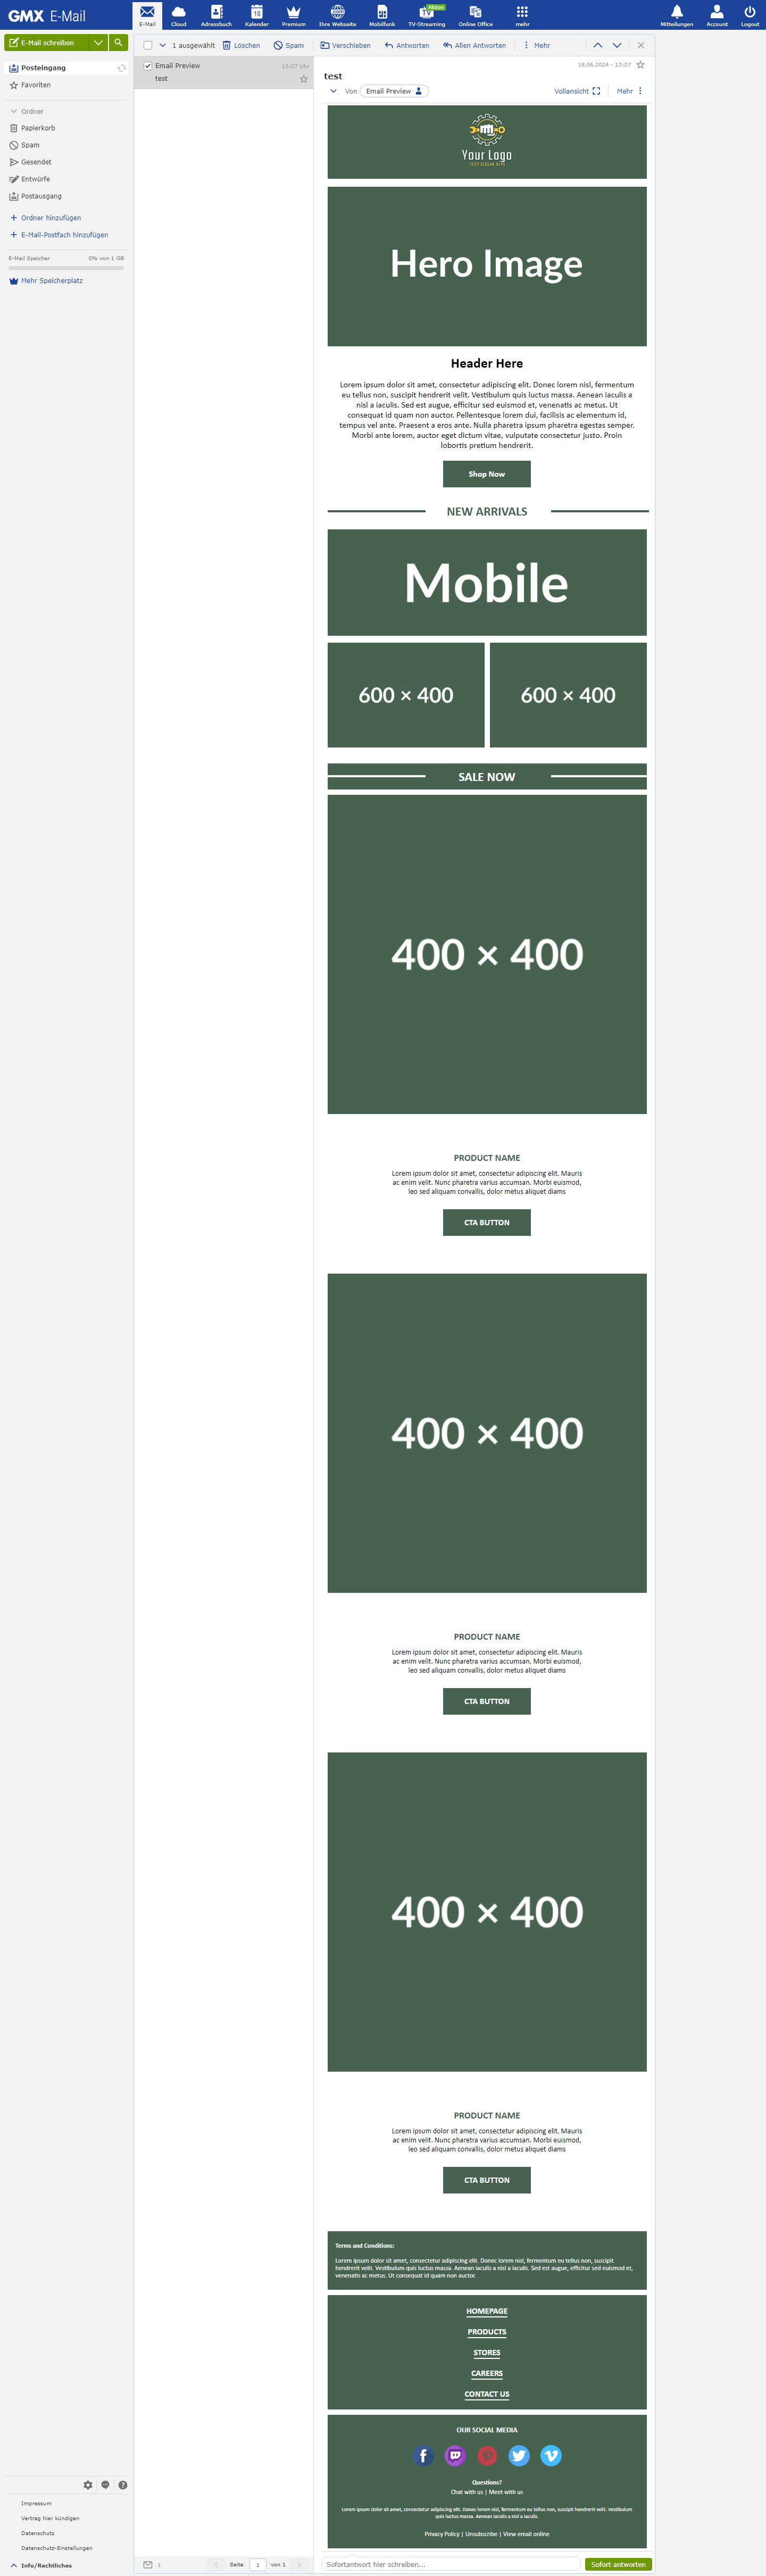 GMX E-Mail
E-Mail
Cloud
Adressbuch
18
Kalender
Premium
Ihre Webseite
Mobilfunk
Aktion
TV
TV-Streaming
Online Office
mehr
Mitteilungen
Account
Logout
E-Mail schreiben
Posteingang
Favoriten
Ordner
Papierkorb
Spam
Gesendet
Entwürfe
Postausgang
Ordner hinzufügen
E-Mail-Postfach hinzufügen
E-Mail Speicher 0% von 1 GB
Mehr Speicherplatz
1 ausgewählt Löschen Spam Verschieben Antworten Allen Antworten Mehr
Email Preview 13:07 Uhr
test
18.06.2024 - 13:07
test
Von Email Preview Vollansicht Mehr
Your Logo
YOUR SLOGAN HERE
Hero Image
Header Here
Lorem ipsum dolor sit amet, consectetur adipiscing elit. Donec lorem nisl, fermentum
eu tellus non, suscipit hendrerit velit. Vestibulum quis luctus massa. Aenean iaculis a
nisl a iaculis. Sed est augue, efficitur sed euismod et, venenatis ac metus. Ut
consequat id quam non auctor. Pellentesque lorem dui, facilisis ac elementum id,
tempus vel ante. Praesent a eros ante. Nulla pharetra ipsum pharetra egestas semper.
Morbi ante lorem, auctor eget dictum vitae, vulputate consectetur justo. Proin
lobortis pretium hendrerit.
Shop Now
NEW ARRIVALS
Mobile
600 × 400 600 × 400
SALE NOW
400 × 400
PRODUCT NAME
Lorem ipsum dolor sit amet, consectetur adipiscing elit. Mauris
ac enim velit. Nunc pharetra varius accumsan. Morbi euismod,
leo sed aliquam convallis, dolor metus aliquet diams
CTA BUTTON
400 × 400
PRODUCT NAME
Lorem ipsum dolor sit amet, consectetur adipiscing elit. Mauris
ac enim velit. Nunc pharetra varius accumsan. Morbi euismod,
leo sed aliquam convallis, dolor metus aliquet diams
CTA BUTTON
400 × 400
PRODUCT NAME
Lorem ipsum dolor sit amet, consectetur adipiscing elit. Mauris
ac enim velit. Nunc pharetra varius accumsan. Morbi euismod,
leo sed aliquam convallis, dolor metus aliquet diams
CTA BUTTON
Terms and Conditions:
Lorem ipsum dolor sit amet, consectetur adipiscing elit. Donec lorem nisl, fermentum eu tellus non, suscipit
hendrerit velit. Vestibulum quis luctus massa. Aenean iaculis a nisl a iaculis. Sed est augue, efficitur sed euismod et,
venenatis ac metus. Ut consequat id quam non auctor.
HOMEPAGE
PRODUCTS
STORES
CAREERS
CONTACT US
OUR SOCIAL MEDIA
Questions?
Chat with us | Meet with us
Lorem ipsum dolor sit amet, consectetur adipiscing elit. Donec lorem nisl, fermentum eu tellus non, suscipit hendrerit velit. Vestibulum
quis luctus massa. Aenean iaculis a nisl a iaculis.
Privacy Policy | Unsubscribe | View email online
Impressum
Vertrag hier kündigen
Datenschutz
Datenschutz-Einstellungen
Info/Rechtliches
1 Seite 1 von 1
Sofortantwort hier schreiben... Sofort antworten